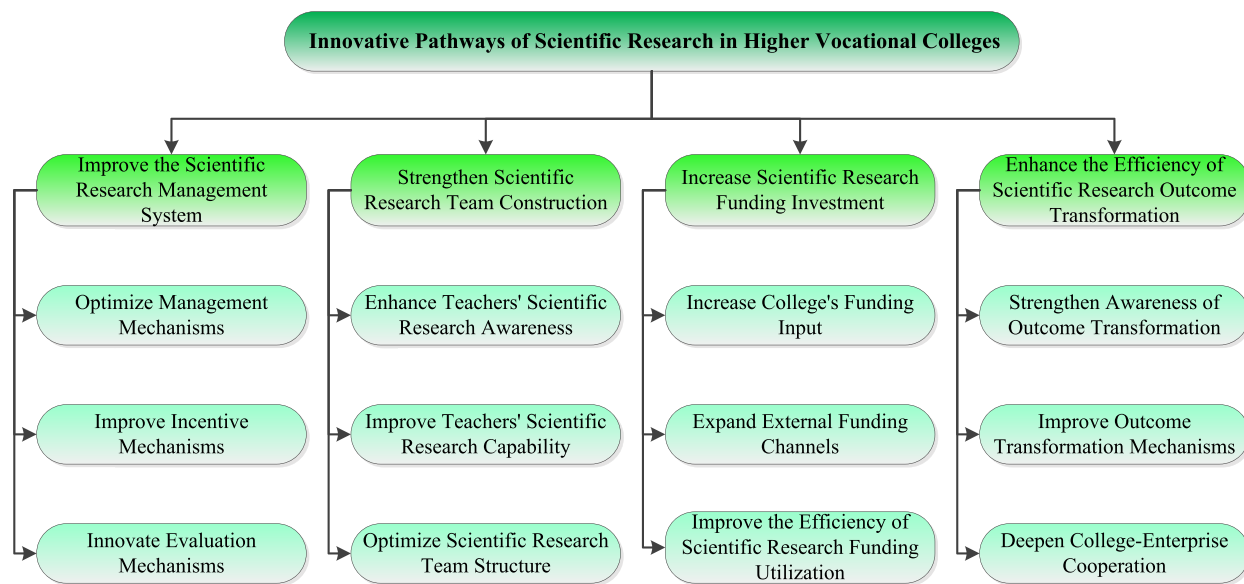 Innovative Pathways of Scientific Research in Higher Vocational Colleges
Improve the Scientific
Research Management
System
Strengthen Scientific
Research Team Construction
Increase Scientific Research
Funding Investment
Enhance the Efficiency of
Scientific Research Outcome
Transformation
Optimize Management
Mechanisms
Enhance Teachers' Scientific
Research Awareness
Increase College's Funding
Input
Strengthen Awareness of
Outcome Transformation
Improve Incentive
Mechanisms
Improve Teachers' Scientific
Research Capability
Expand External Funding
Channels
Improve Outcome
Transformation Mechanisms
Innovate Evaluation
Mechanisms
Optimize Scientific Research
Team Structure
Improve the Efficiency of
Scientific Research Funding
Utilization
Deepen College-Enterprise
Cooperation